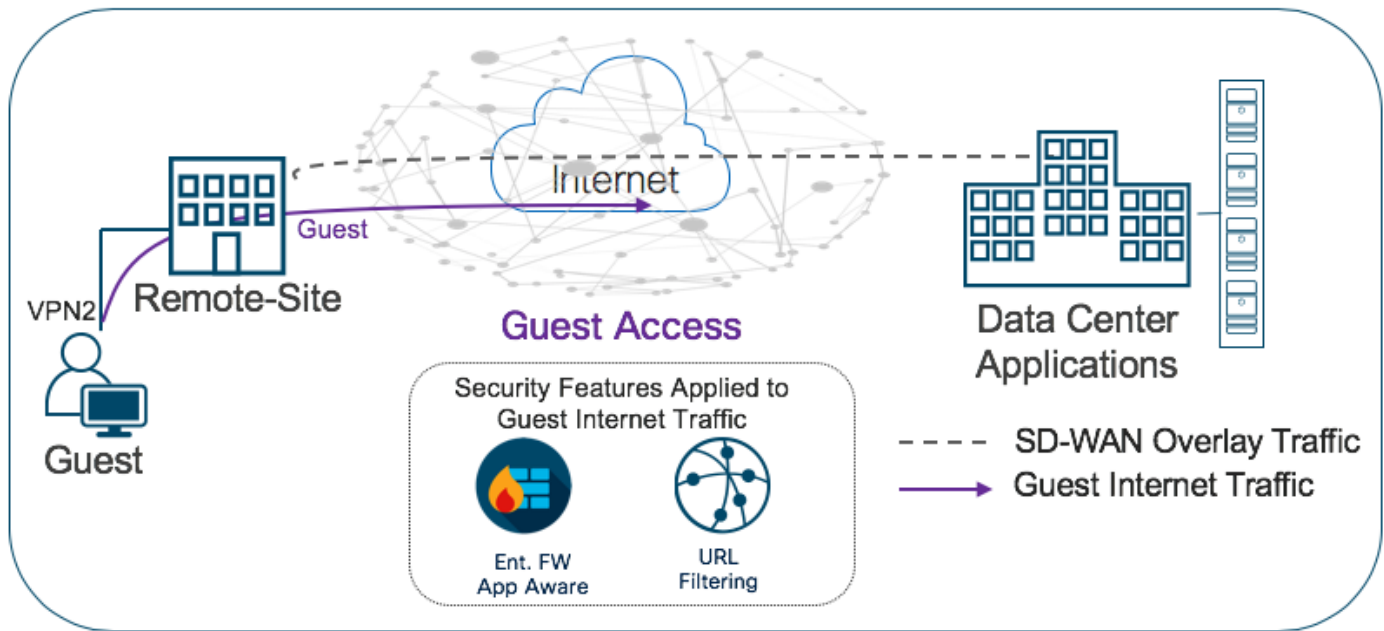 Internet
Guest
Remote-Site
VPN2
Guest
Guest Access
Data Center
Applications
Security Features Applied to
Guest Internet Traffic
Ent. FW
App Aware
URL
Filtering
SD-WAN Overlay Traffic
Guest Internet Traffic